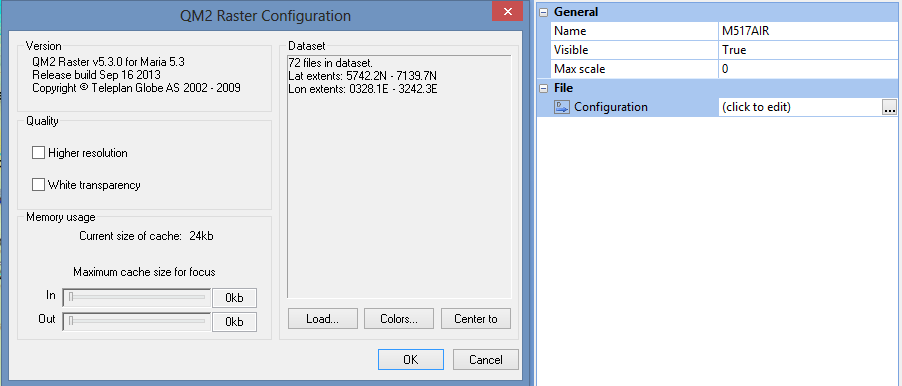 QM2 Raster Configuration
Version
QM2 Raster v5.3.0 for Maria 5.3
Release build Sep 16 2013
Copyright © Teleplan Globe AS 2002 - 2009
Quality
Higher resolution
White transparency
Memory usage
Current size of cache: 24kb
Maximum cache size for focus
In 0kb
Out 0kb
Dataset
72 files in dataset.
Lat extents: 5742.2N - 7139.7N
Lon extents: 0328.1E - 3242.3E
Load... Colors... Center to
OK Cancel
General
Name M517AIR
Visible True
Max scale 0
File
Configuration (click to edit) ...